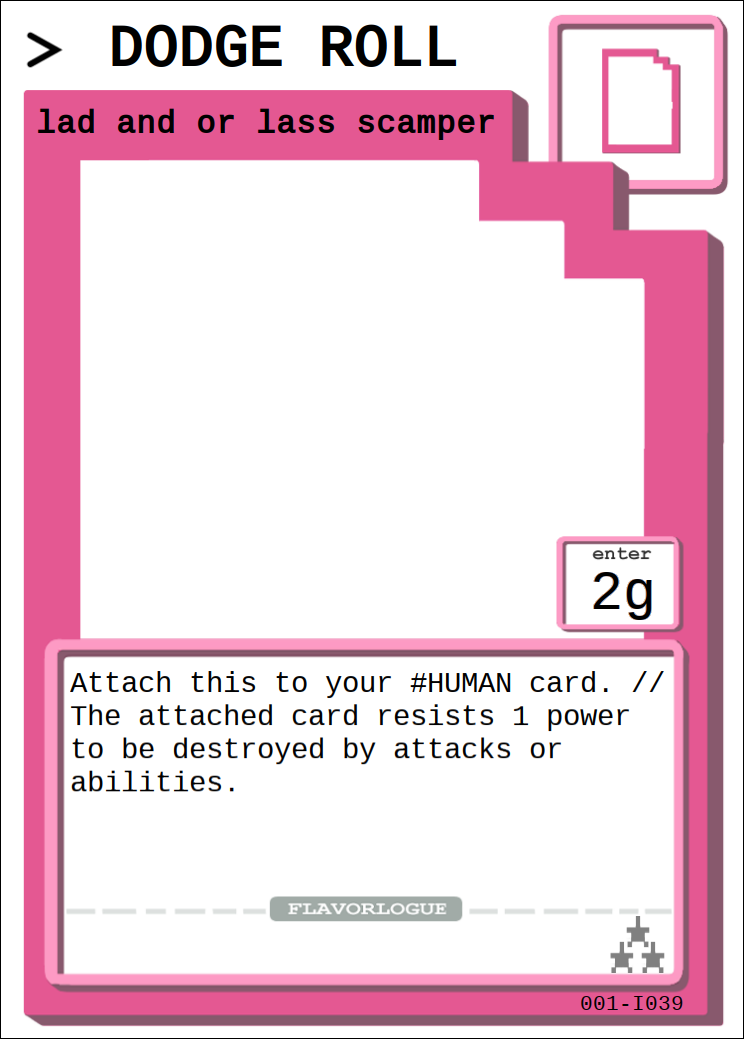 > DODGE ROLL
lad and or lass scamper
enter
2g
Attach this to your #HUMAN card. //
The attached card resists 1 power
to be destroyed by attacks or
abilities.
FLAVORLOGUE
001-I039